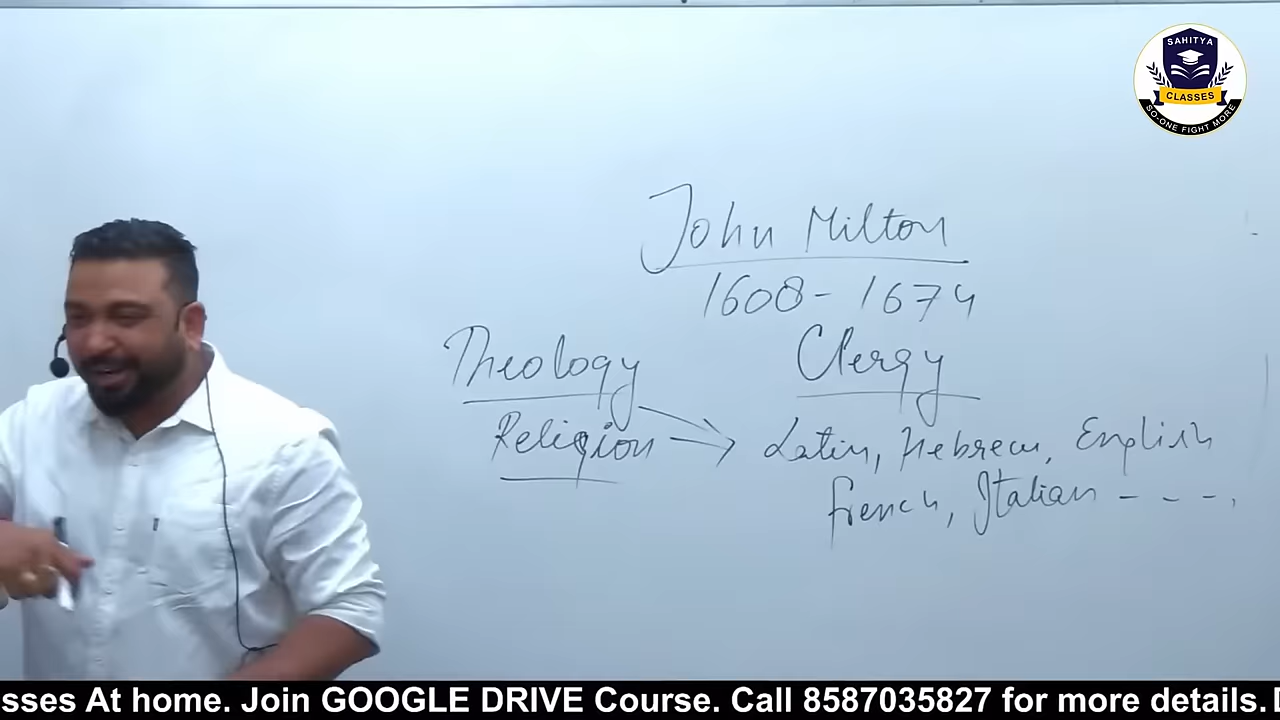 SAHITYA
CLASSES
SO-ONE FIGHT MORE
John Milton
1608 - 1674
Theology
Clergy
Religion
Latin, Hebrew, English
french, Italian - - - ,
sses At home. Join GOOGLE DRIVE Course. Call 8587035827 for more details.